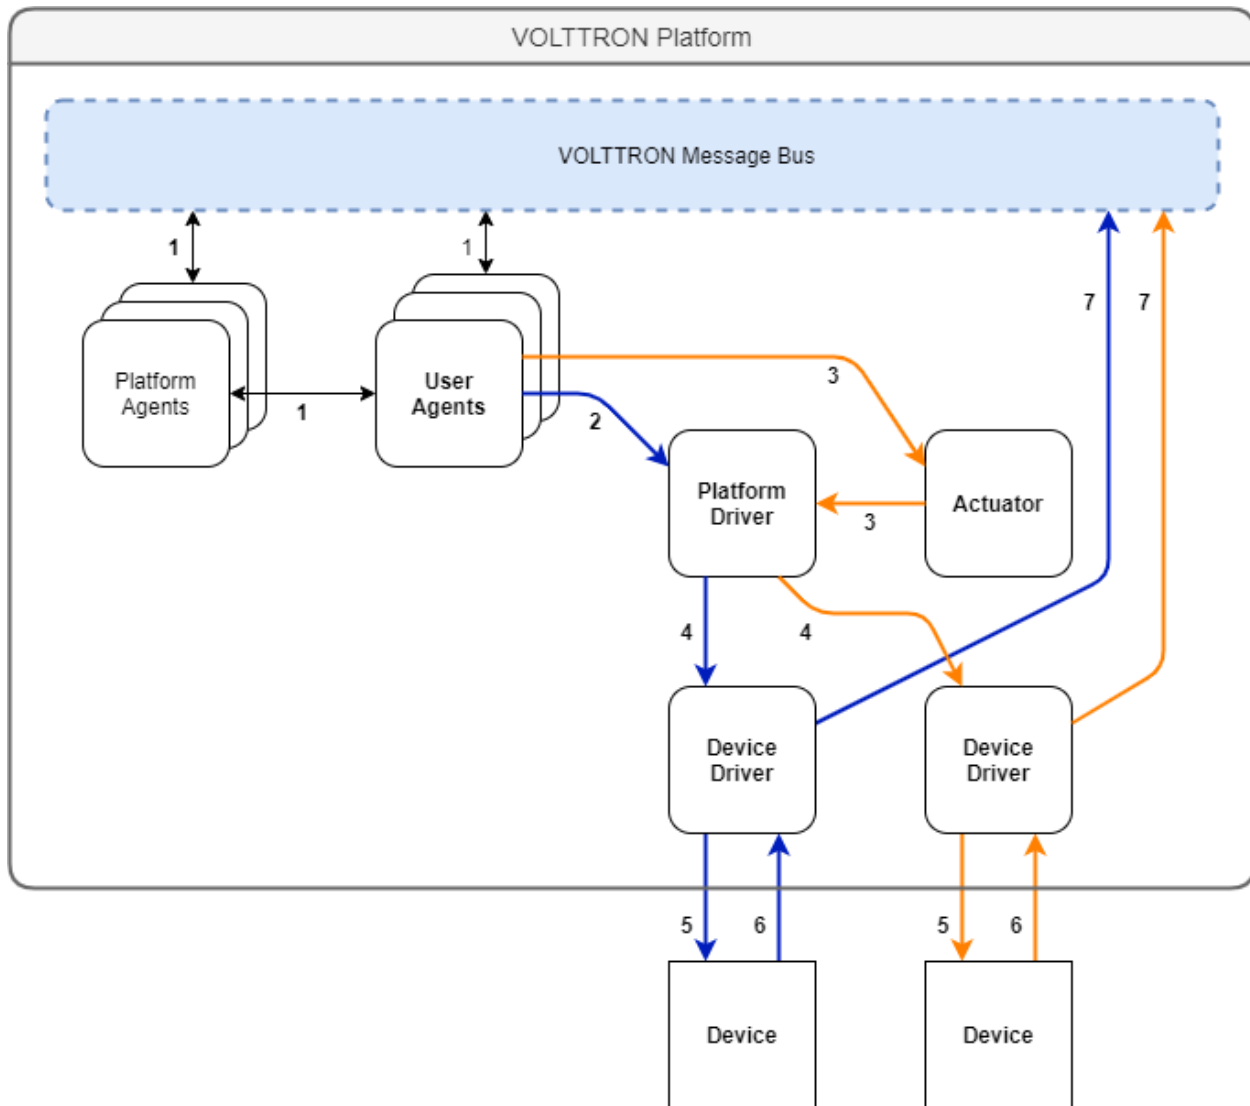 VOLTTRON Platform
VOLTTRON Message Bus
1
1
7
7
Platform
Agents
1
User
Agents
3
2
Platform
Driver
3
Actuator
4
4
Device
Driver
Device
Driver
5
6
5
6
Device
Device